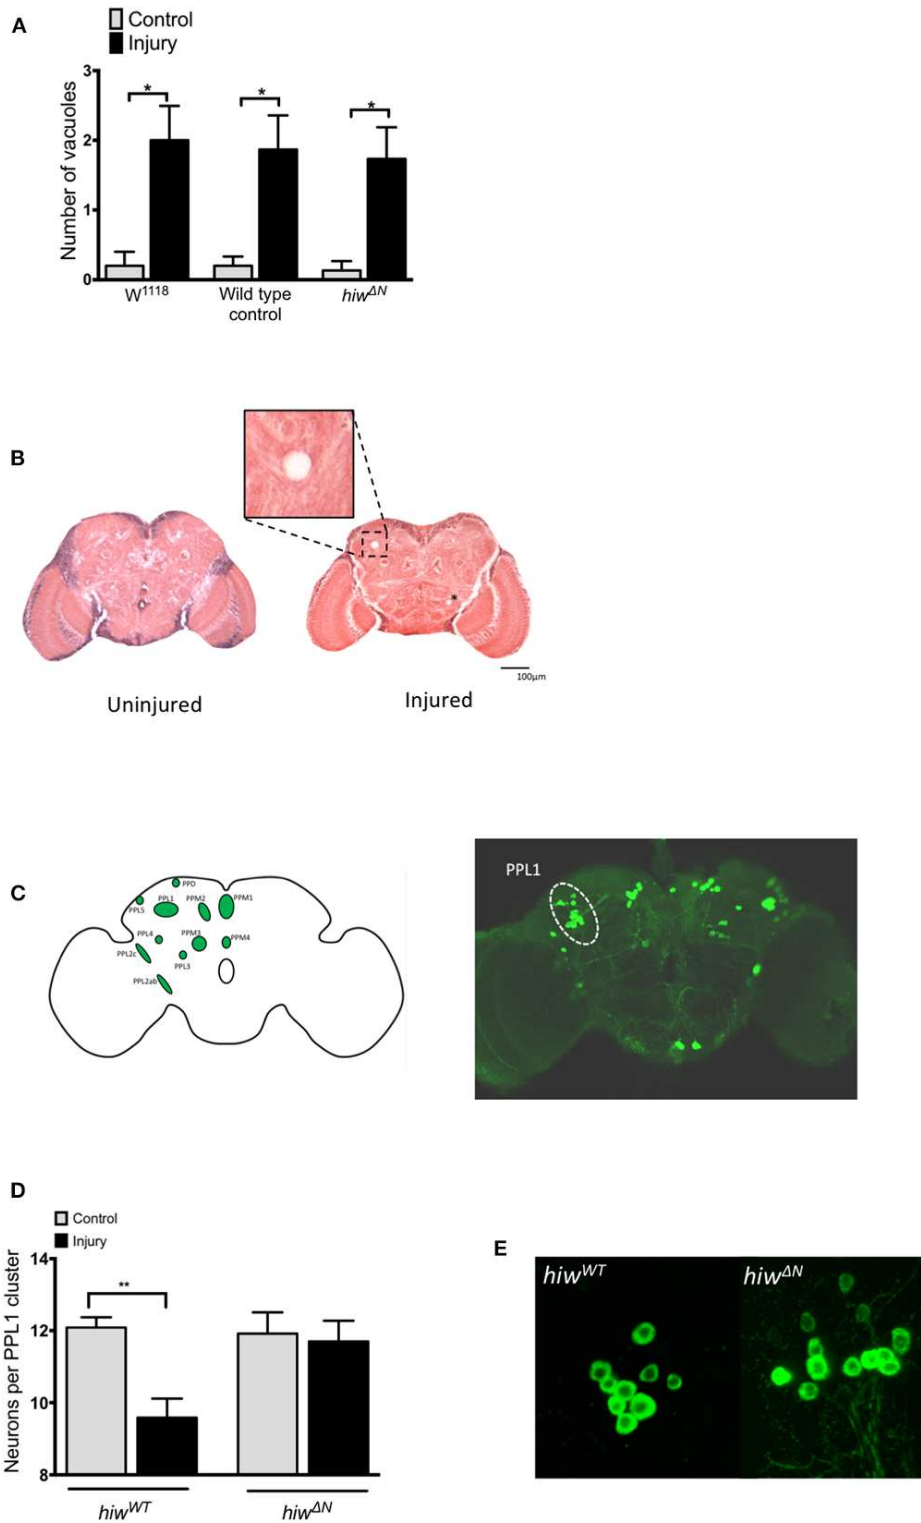 A
Control
Injury
Number of vacuoles
3
2
1
0
*
*
*
W1118
Wild type
control
hiwΔN
B
*
100μm
Uninjured
Injured
C
PPD
PPL5
PPL1
PPM2
PPM1
PPL4
PPM3
PPM4
PPL2c
PPL3
PPL2ab
PPL1
D
Control
Injury
Neurons per PPL1 cluster
14
12
10
8
**
hiwWT
hiwΔN
E
hiwWT
hiwΔN